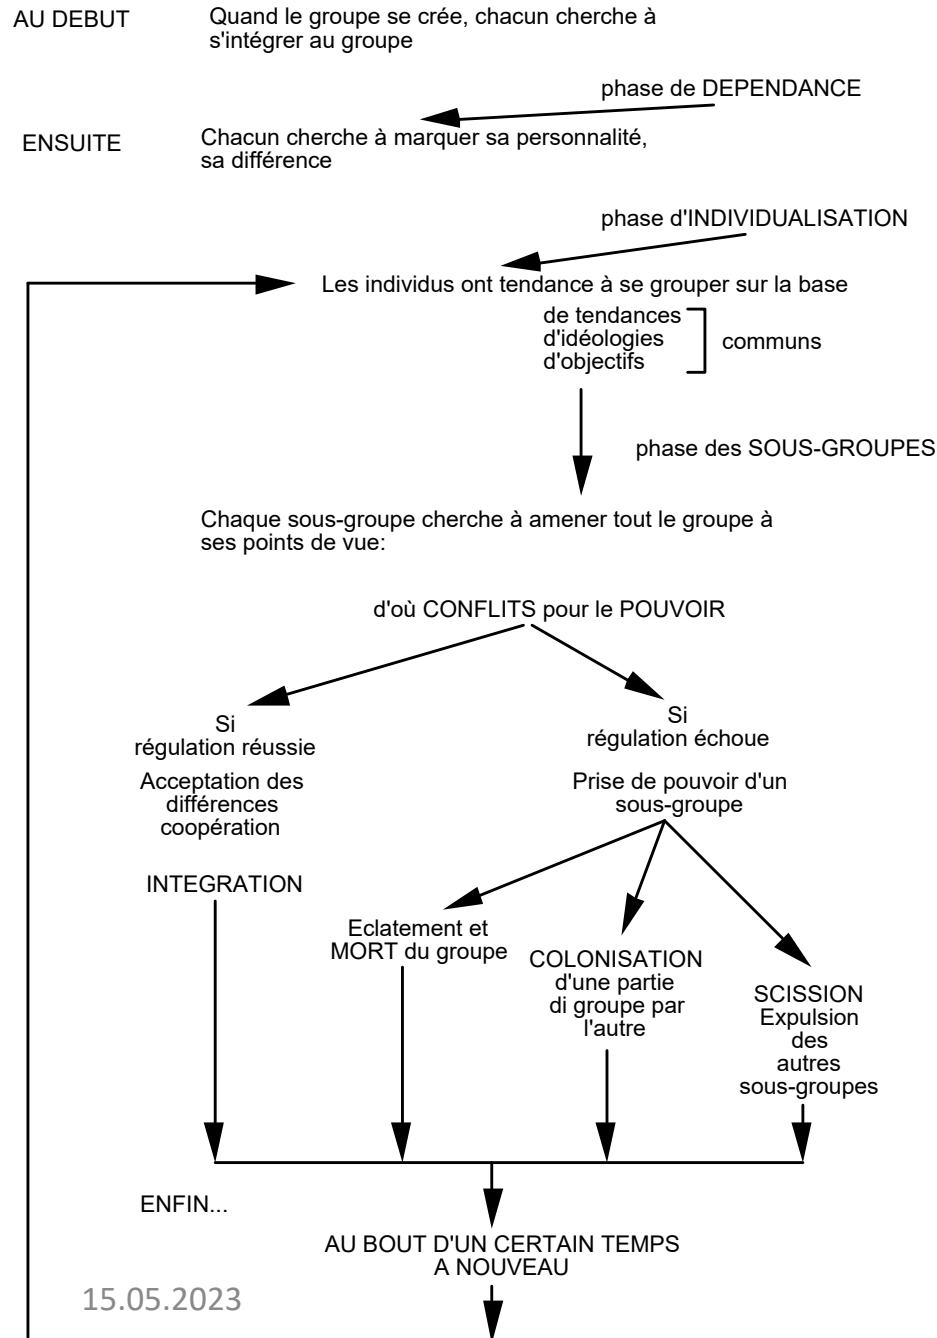 AU DEBUT
Quand le groupe se crée, chacun cherche à
s'intégrer au groupe
phase de DEPENDANCE
ENSUITE
Chacun cherche à marquer sa personnalité,
sa différence
phase d'INDIVIDUALISATION
Les individus ont tendance à se grouper sur la base
de tendances
d'idéologies
d'objectifs
communs
phase des SOUS-GROUPES
Chaque sous-groupe cherche à amener tout le groupe à
ses points de vue:
d'où CONFLITS pour le POUVOIR
Si
régulation réussie
Acceptation des
différences
coopération
INTEGRATION
Si
régulation échoue
Prise de pouvoir d'un
sous-groupe
Eclatement et
MORT du groupe
COLONISATION
d'une partie
di groupe par
l'autre
SCISSION
Expulsion
des
autres
sous-groupes
ENFIN...
AU BOUT D'UN CERTAIN TEMPS
A NOUVEAU
15.05.2023